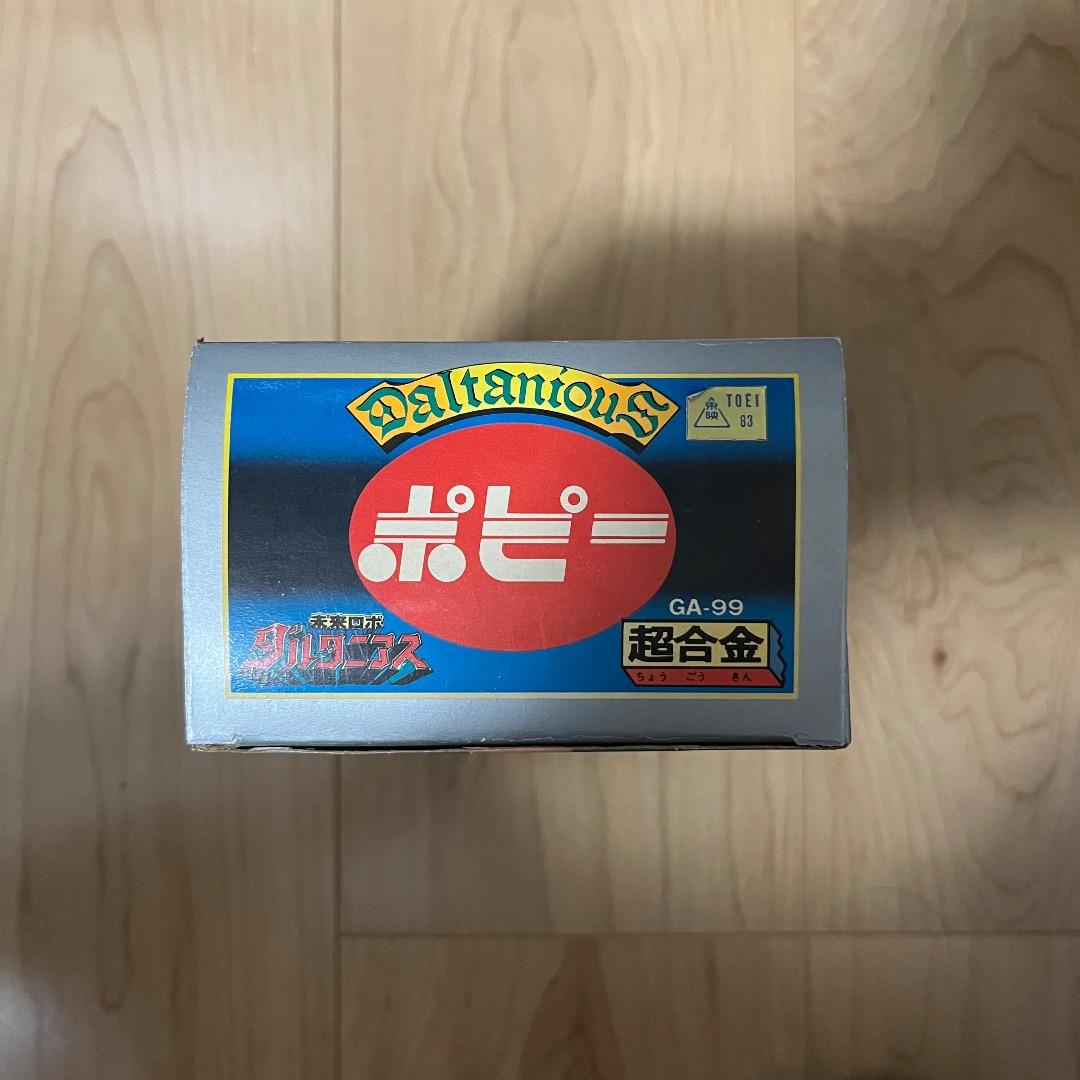 Daltanious
東映
TOEI
83
ポピー
GA-99
未来ロボ
ダルタニアス
超合金
ちょう ごう きん